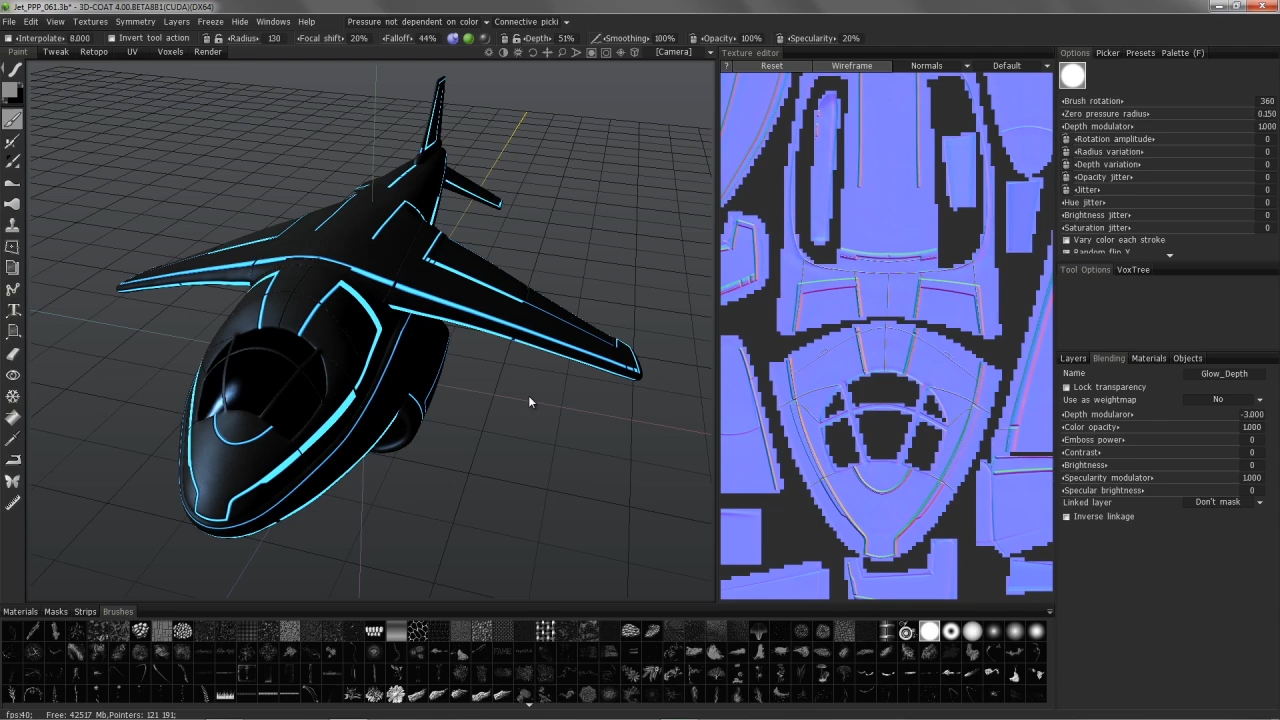 Jet_PPP_061.3b* - 3D-COAT 4.00.BETA8B1(CUDA)(DX64)
File Edit View Textures Symmetry Layers Freeze Hide Windows Help Pressure not dependent on color Connective picki
Interpolate 8.000 Invert tool action Radius 130 Focal shift 20% Falloff 44% Depth 51% Smoothing 100% Opacity 100% Specularity 20%
Paint Tweak Retopo UV Voxels Render [Camera] Texture editor Options Picker Presets Palette (F)
? Reset Wireframe Normals Default
Brush rotation 360
Zero pressure radius 0.150
Depth modulator 1.000
Rotation amplitude 0
Radius variation 0
Depth variation 0
Opacity jitter 0
Jitter 0
Hue jitter 0
Brightness jitter 0
Saturation jitter 0
Vary color each stroke
Random flip X
Tool Options VoxTree
Layers Blending Materials Objects
Name Glow_Depth
Lock transparency
Use as weightmap No
Depth modularor -3.000
Color opacity 1.000
Emboss power 0
Contrast 0
Brightness 0
Specularity modulator 1.000
Specular brightness 0
Linked layer Don't mask
Inverse linkage
Materials Masks Strips Brushes
fps:40; Free: 42517 Mb,Pointers: 121 191;